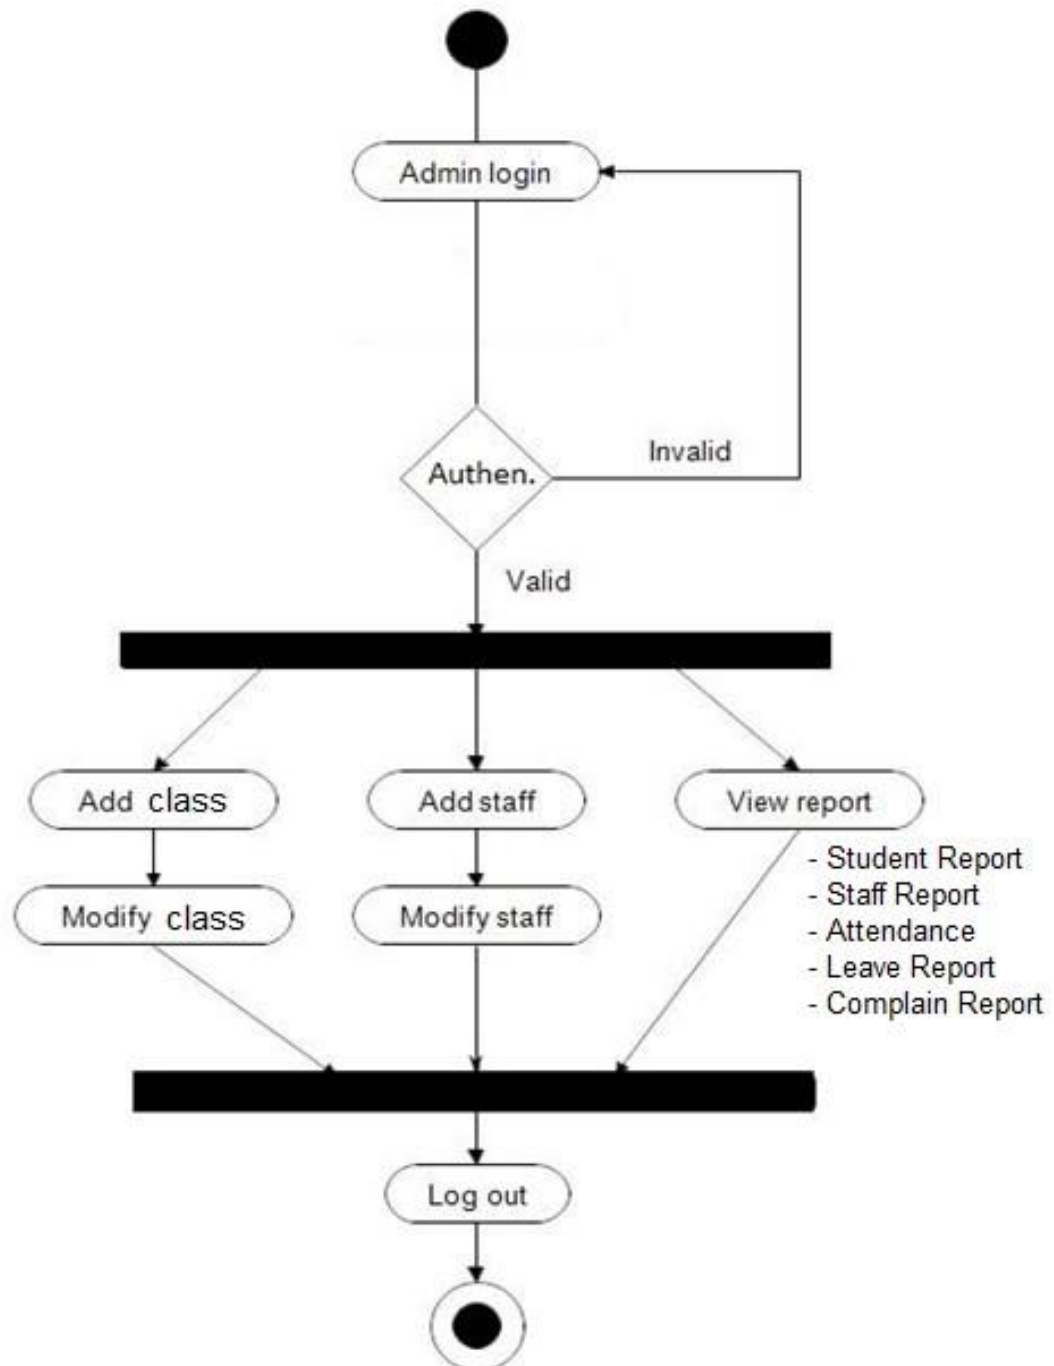 Admin login
Invalid
Authen.
Valid
Add class
Add staff
View report
- Student Report
- Staff Report
- Attendance
- Leave Report
- Complain Report
Modify class
Modify staff
Log out